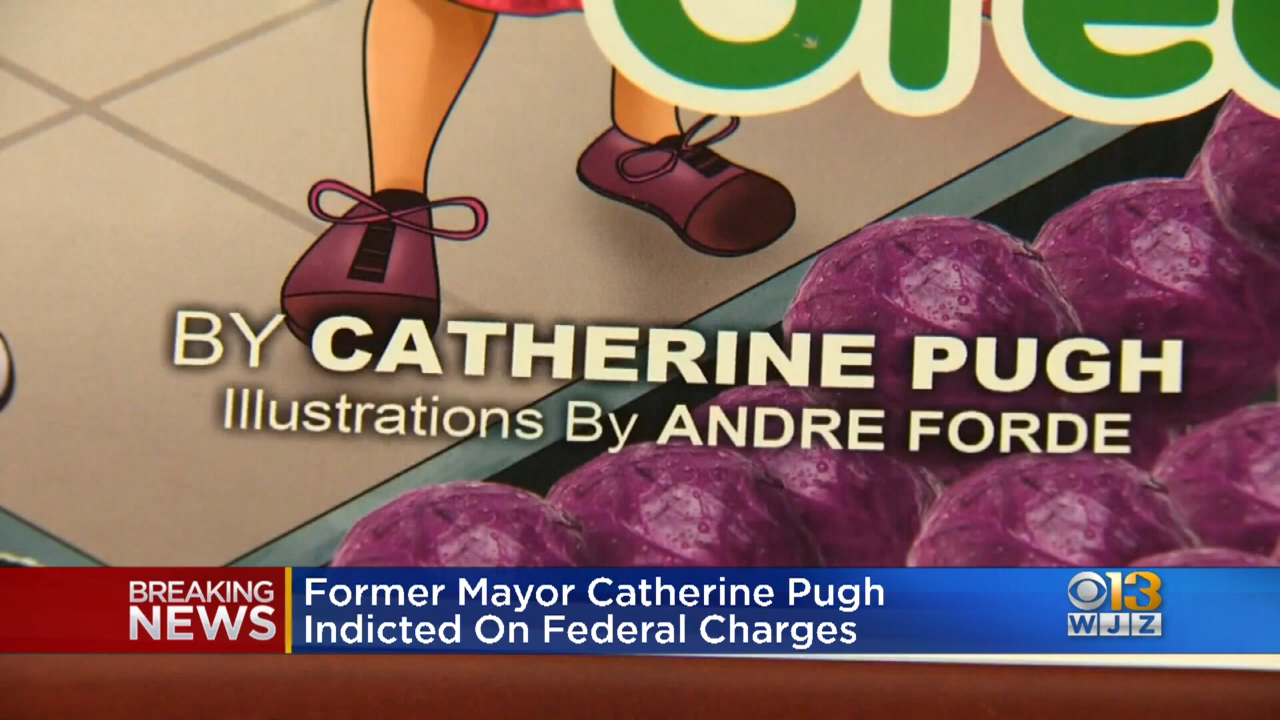 BY CATHERINE PUGH
Illustrations By ANDRE FORDE
BREAKING
NEWS
Former Mayor Catherine Pugh
Indicted On Federal Charges
13
WJZ